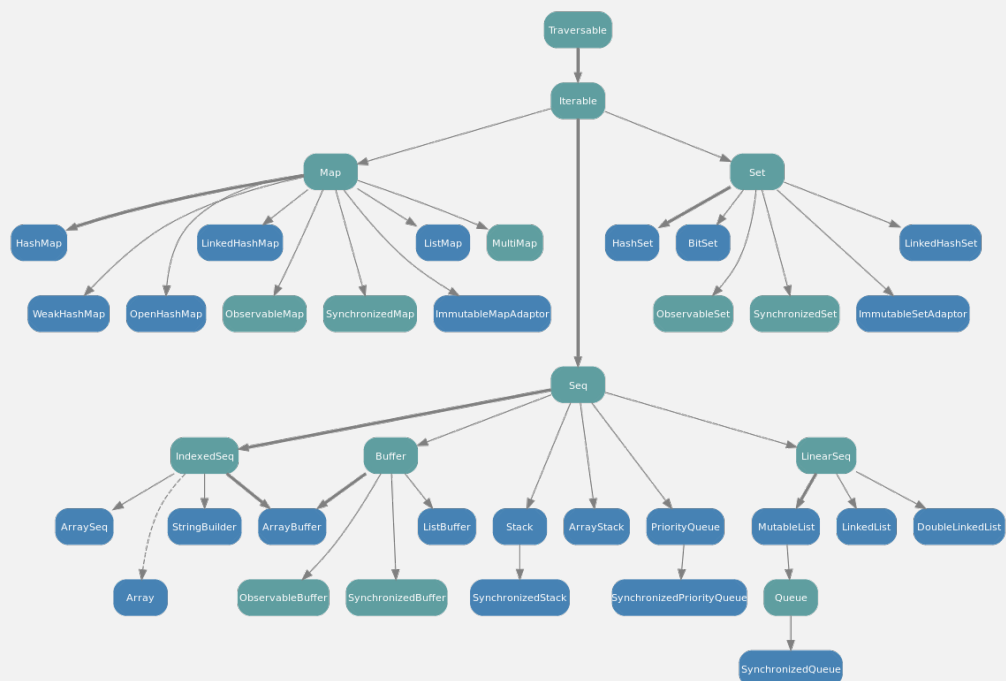 Traversable
Iterable
Map
Set
HashMap
LinkedHashMap
ListMap
MultiMap
HashSet
BitSet
LinkedHashSet
WeakHashMap
OpenHashMap
ObservableMap
SynchronizedMap
ImmutableMapAdaptor
ObservableSet
SynchronizedSet
ImmutableSetAdaptor
Seq
IndexedSeq
Buffer
LinearSeq
ArraySeq
StringBuilder
ArrayBuffer
ListBuffer
Stack
ArrayStack
PriorityQueue
MutableList
LinkedList
DoubleLinkedList
Array
ObservableBuffer
SynchronizedBuffer
SynchronizedStack
SynchronizedPriorityQueue
Queue
SynchronizedQueue